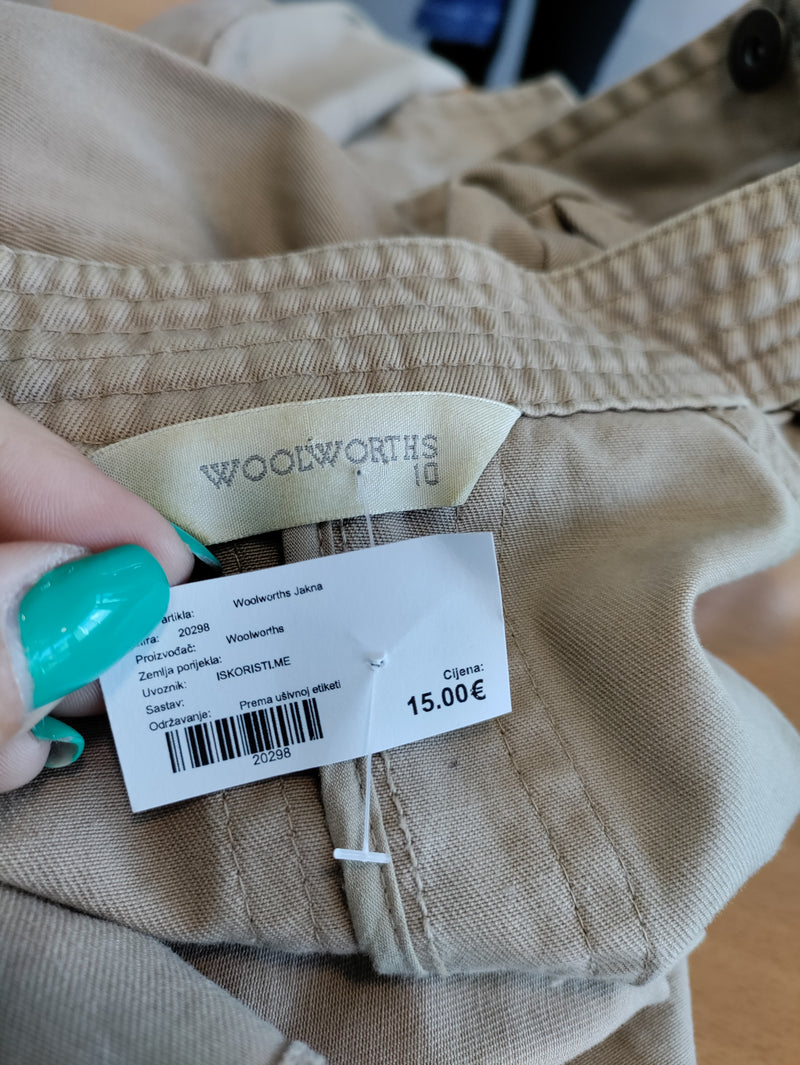 WOOLWORTHS
10
artikla: Woolworths Jakna
20298
Proizvođač: Woolworths
Zemlja porijekla:
Uvoznik: ISKORISTI.ME
Sastav:
Održavanje: Prema ušivnoj etiketi
Cijena:
15.00€
20298